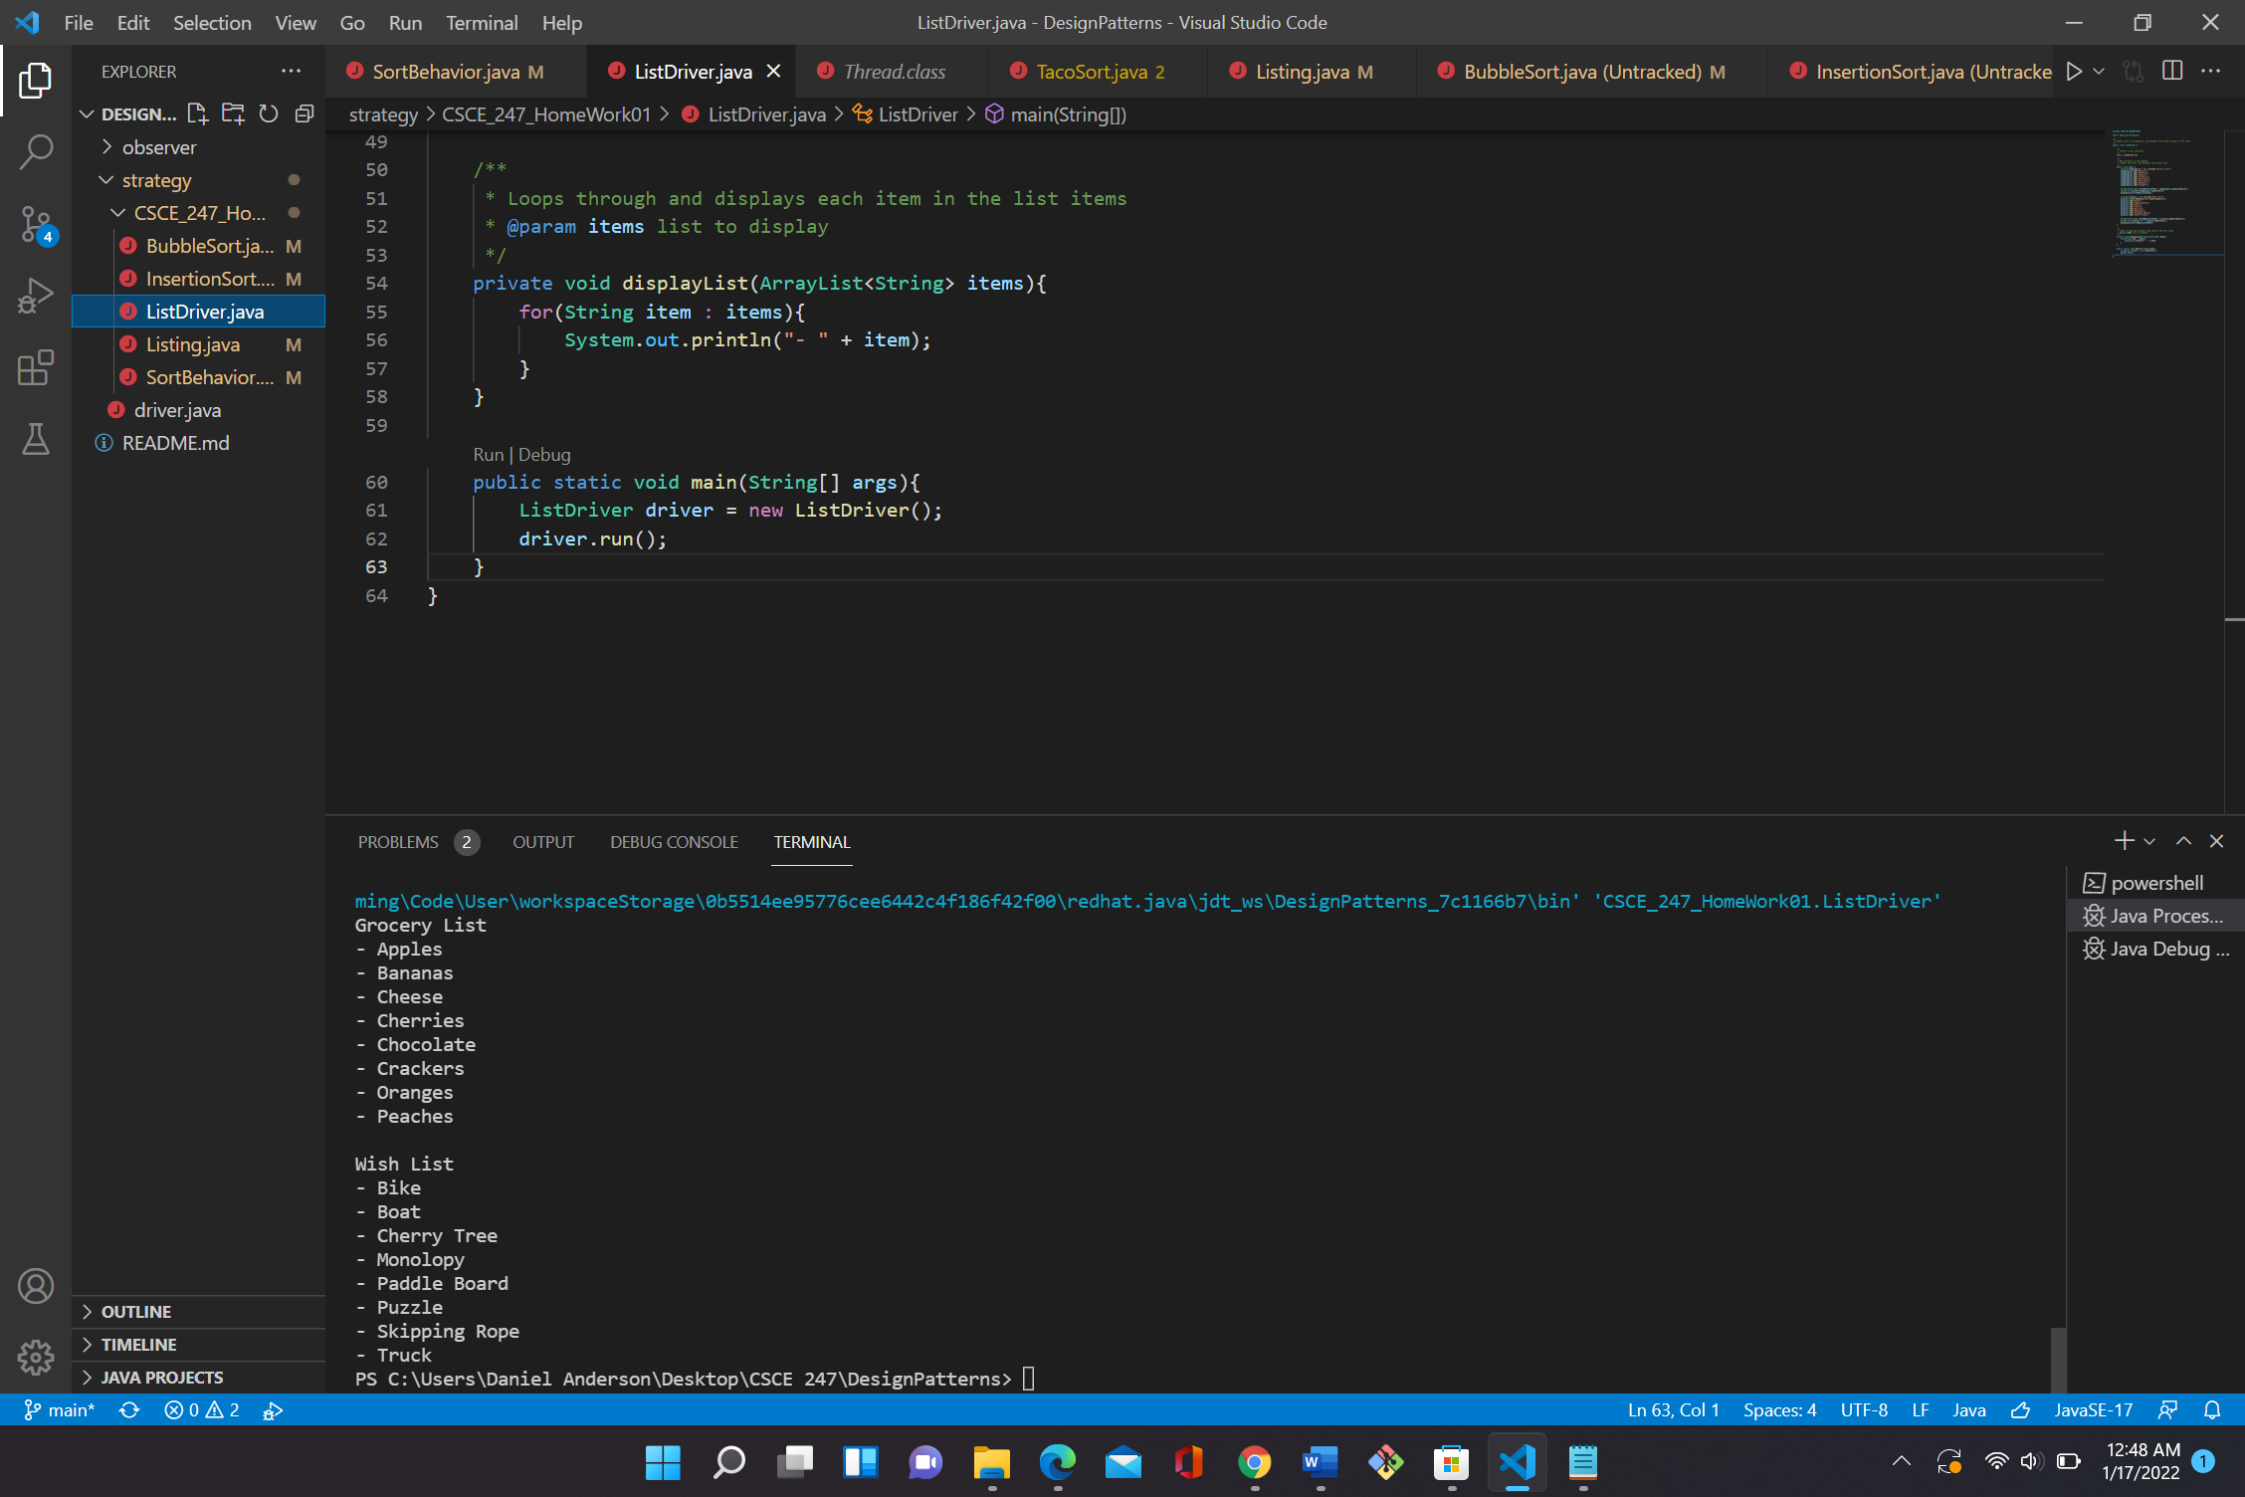 File Edit Selection View Go Run Terminal Help
ListDriver.java - DesignPatterns - Visual Studio Code
EXPLORER
SortBehavior.java M
ListDriver.java
Thread.class
TacoSort.java 2
Listing.java M
BubbleSort.java (Untracked) M
InsertionSort.java (Untracke
DESIGN...
observer
strategy
CSCE_247_Ho...
BubbleSort.ja... M
InsertionSort.... M
ListDriver.java
Listing.java M
SortBehavior.... M
driver.java
README.md
OUTLINE
TIMELINE
JAVA PROJECTS
4
strategy > CSCE_247_HomeWork01 > ListDriver.java > ListDriver > main(String[])
49
50 /**
51 * Loops through and displays each item in the list items
52 * @param items list to display
53 */
54 private void displayList(ArrayList<String> items){
55 for(String item : items){
56 System.out.println("- " + item);
57 }
58 }
59
Run | Debug
60 public static void main(String[] args){
61 ListDriver driver = new ListDriver();
62 driver.run();
63 }
64 }
PROBLEMS 2 OUTPUT DEBUG CONSOLE TERMINAL
ming\Code\User\workspaceStorage\0b5514ee95776cee6442c4f186f42f00\redhat.java\jdt_ws\DesignPatterns_7c1166b7\bin' 'CSCE_247_HomeWork01.ListDriver'
Grocery List
- Apples
- Bananas
- Cheese
- Cherries
- Chocolate
- Crackers
- Oranges
- Peaches
Wish List
- Bike
- Boat
- Cherry Tree
- Monolopy
- Paddle Board
- Puzzle
- Skipping Rope
- Truck
PS C:\Users\Daniel Anderson\Desktop\CSCE 247\DesignPatterns>
powershell
Java Proces...
Java Debug ...
main* 0 2
Ln 63, Col 1 Spaces: 4 UTF-8 LF Java JavaSE-17
12:48 AM
1/17/2022
1